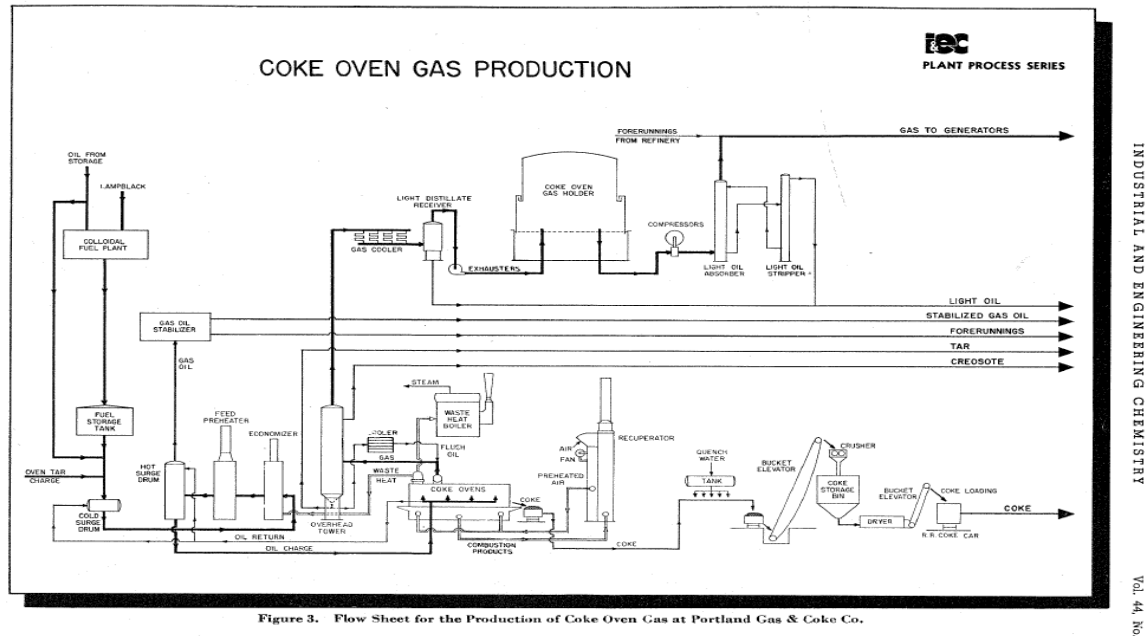 i&ec
PLANT PROCESS SERIES
COKE OVEN GAS PRODUCTION
FORERUNNINGS
FROM REFINERY
GAS TO GENERATORS
OIL FROM
STORAGE
LAMPBLACK
COLLOIDAL
FUEL PLANT
LIGHT DISTILLATE
RECEIVER
GAS COOLER
EXHAUSTERS
COKE OVEN
GAS HOLDER
COMPRESSORS
LIGHT OIL
ABSORBER
LIGHT OIL
STRIPPER
LIGHT OIL
STABILIZED GAS OIL
FORERUNNINGS
TAR
CREOSOTE
GAS OIL
STABILIZER
GAS
OIL
FUEL
STORAGE
TANK
FEED
PREHEATER
ECONOMIZER
STEAM
WASTE
HEAT
BOILER
COOLER
FLUSH
OIL
GAS
WASTE
HEAT
RECUPERATOR
AIR
FAN
PREHEATED
AIR
OVEN TAR
CHARGE
HOT
SURGE
DRUM
COLD
SURGE
DRUM
OVERHEAD
TOWER
COKE OVENS
COKE
OIL RETURN
OIL CHARGE
COMBUSTION
PRODUCTS
COKE
QUENCH
WATER
TANK
BUCKET
ELEVATOR
CRUSHER
COKE
STORAGE
BIN
DRYER
BUCKET
ELEVATOR
COKE LOADING
R.R. COKE CAR
COKE
Figure 3. Flow Sheet for the Production of Coke Oven Gas at Portland Gas & Coke Co.
INDUSTRIAL AND ENGINEERING CHEMISTRY
Vol. 44, No.